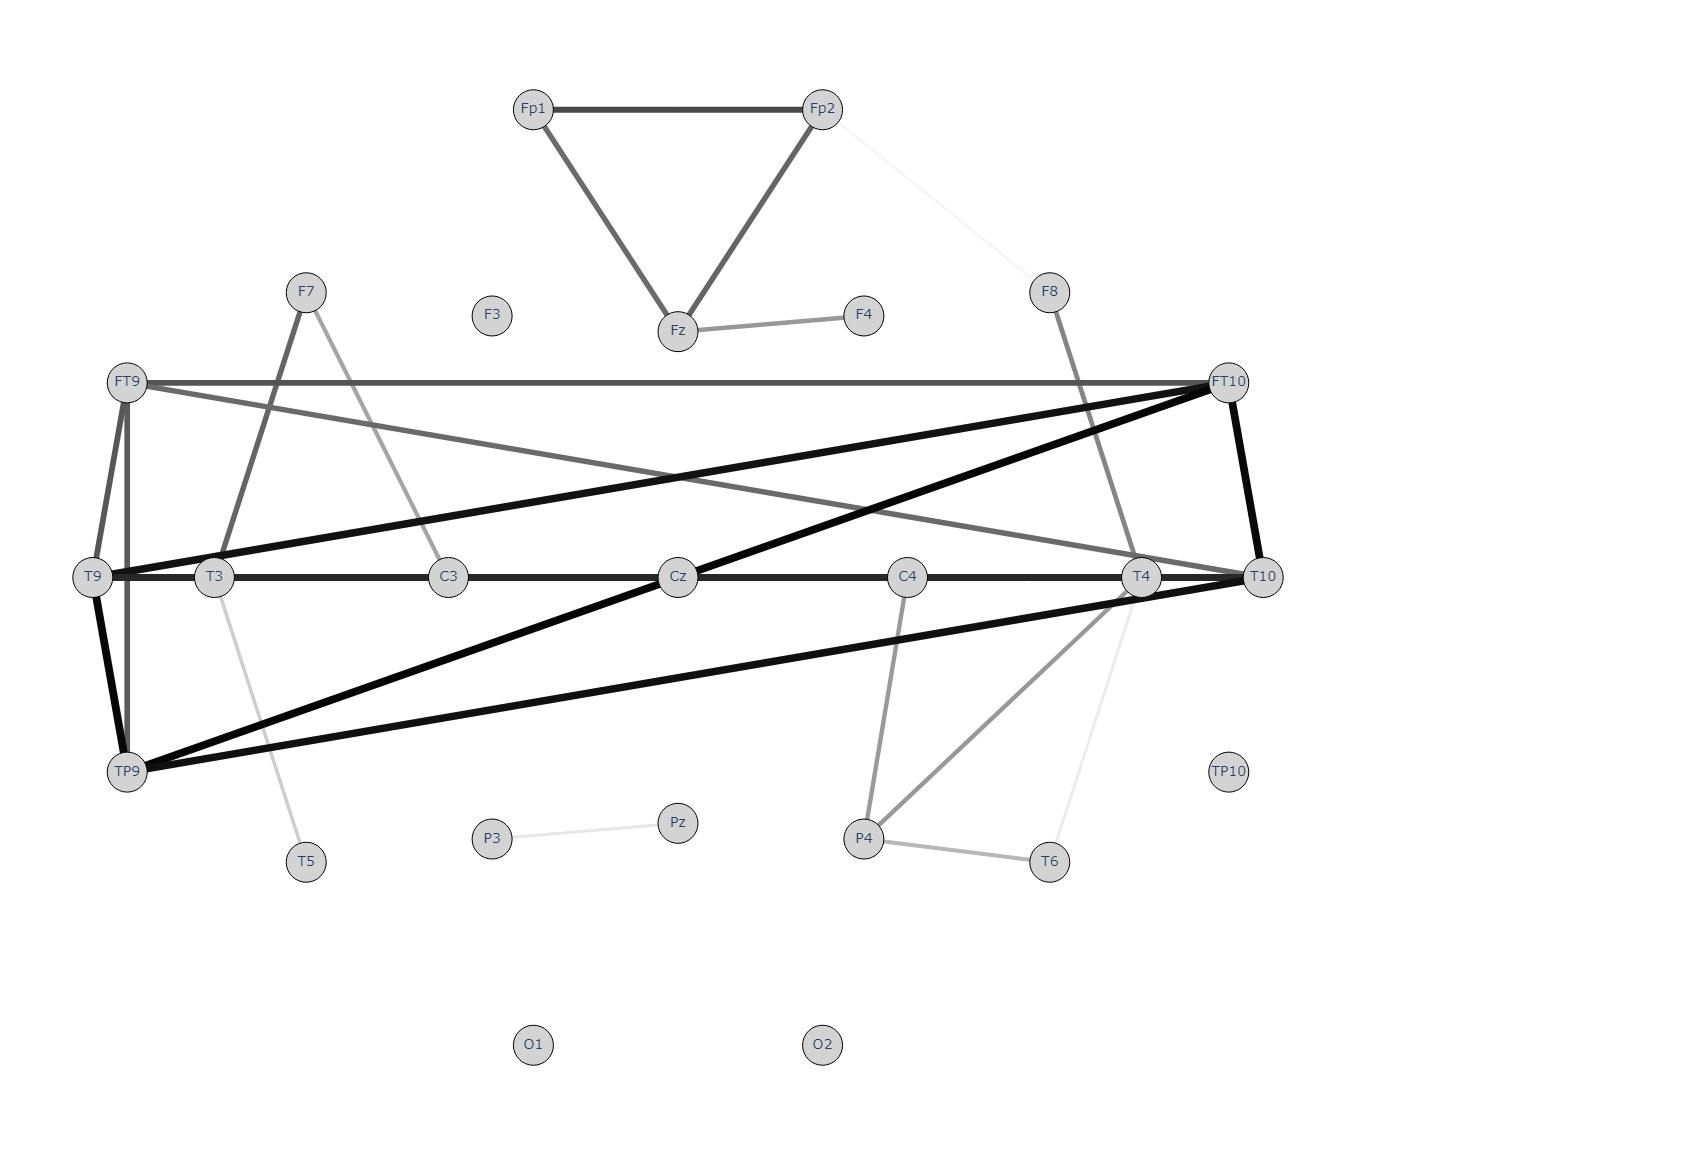 Fp1 Fp2
F7 F3 Fz F4 F8
FT9 FT10
T9 T3 C3 Cz C4 T4 T10
TP9 TP10
T5 P3 Pz P4 T6
O1 O2